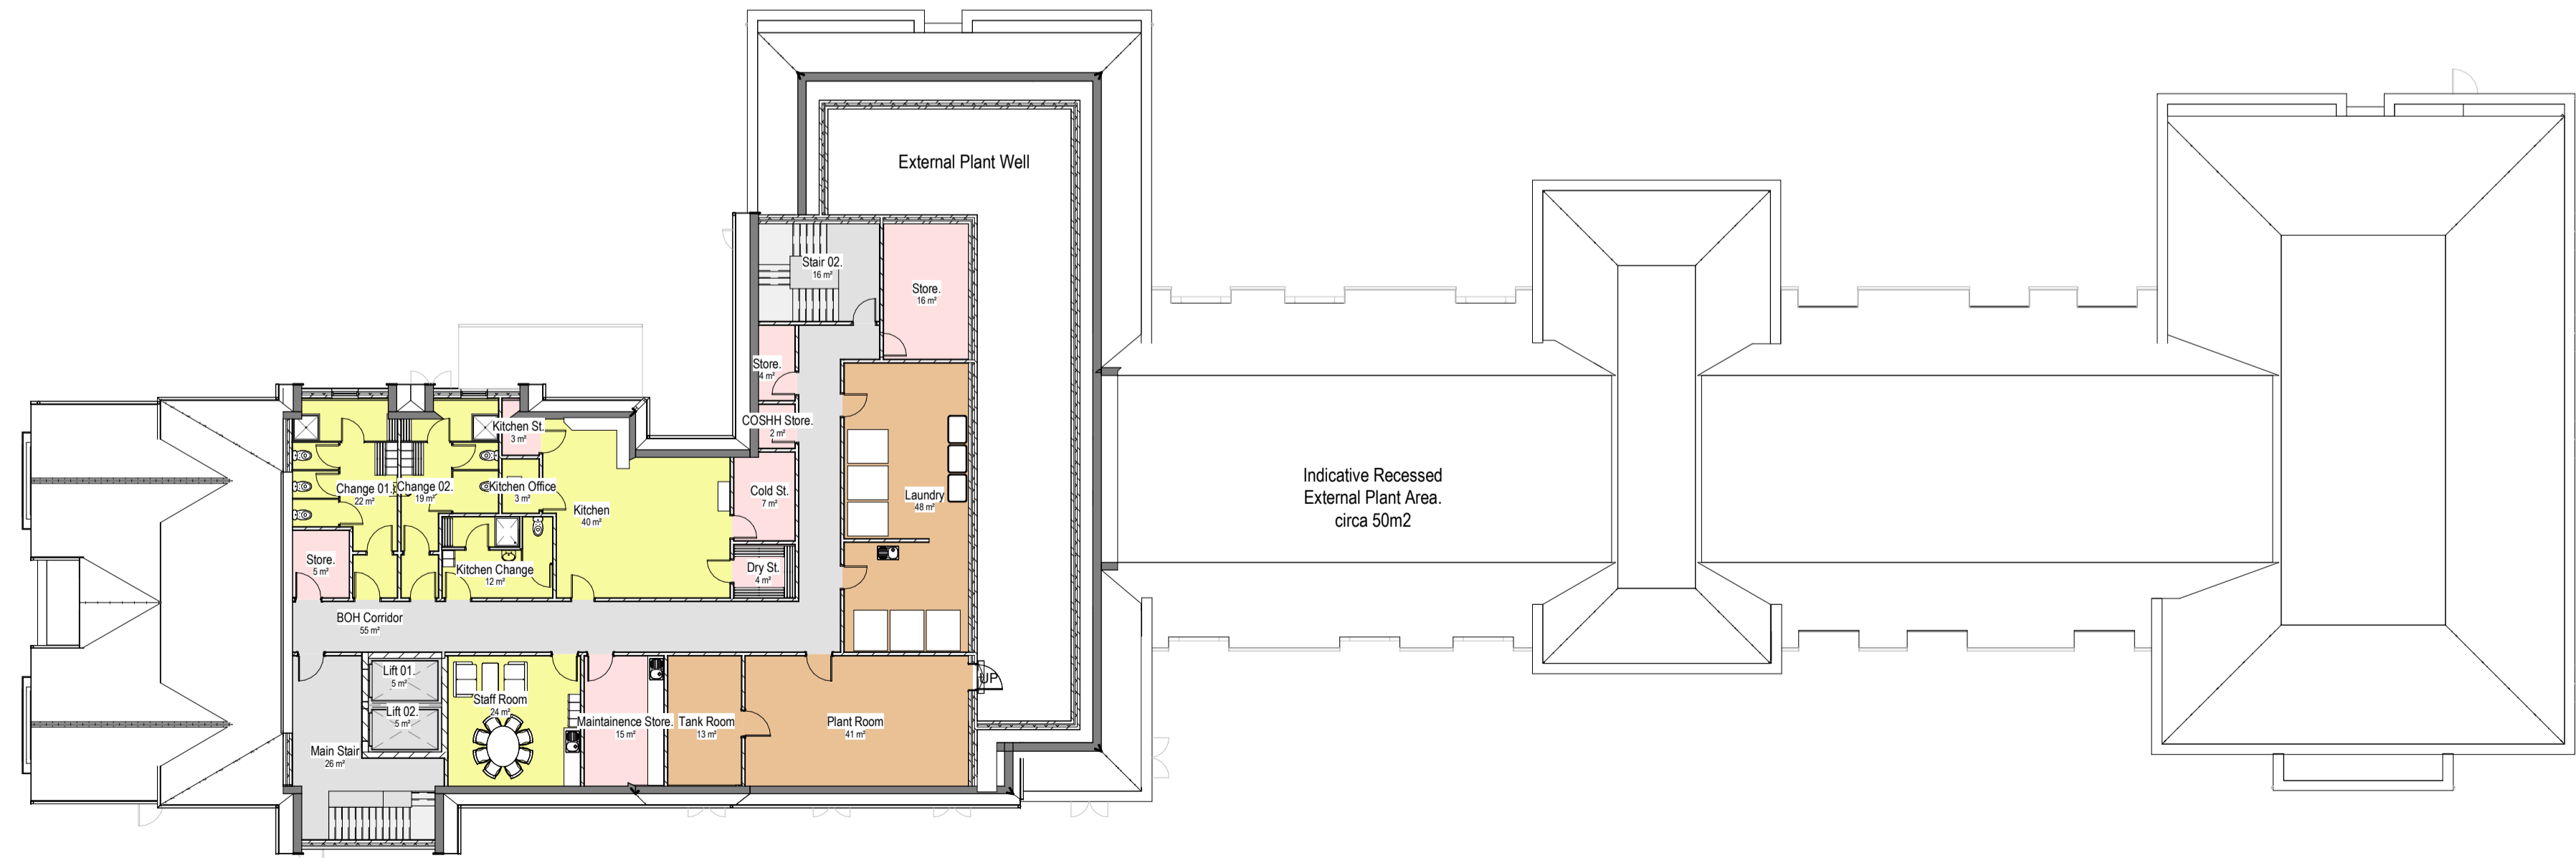 External Plant Well
Stair 02.
16 m²
Store.
16 m²
Store.
4 m²
COSHH Store.
2 m²
Kitchen St.
3 m²
Change 01.
22 m²
Change 02.
19 m²
Kitchen Office
3 m²
Kitchen
40 m²
Cold St.
7 m²
Laundry
48 m²
Indicative Recessed
External Plant Area.
circa 50m2
Store.
5 m²
Kitchen Change
12 m²
Dry St.
4 m²
BOH Corridor
55 m²
Lift 01.
5 m²
Lift 02.
5 m²
Staff Room
24 m²
Maintainence Store.
15 m²
Tank Room
13 m²
Plant Room
41 m²
UP
Main Stair
26 m²